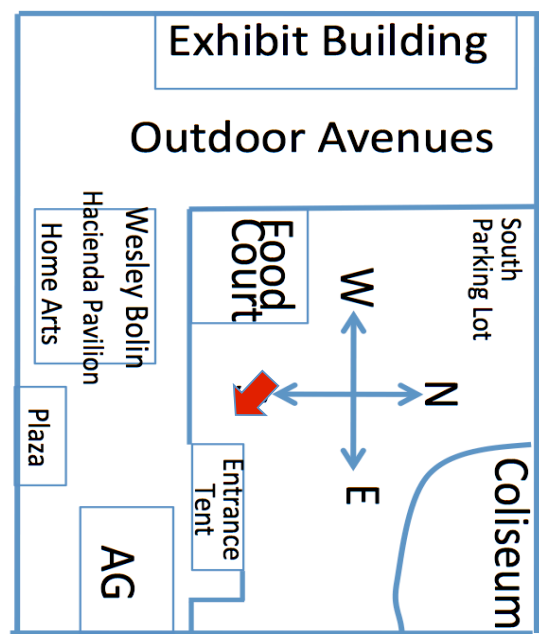 Exhibit Building
Outdoor Avenues
Wesley Bolin
Hacienda Pavilion
Home Arts
Food
Court
South
Parking Lot
W
N
E
Plaza
Entrance
Tent
Coliseum
AG